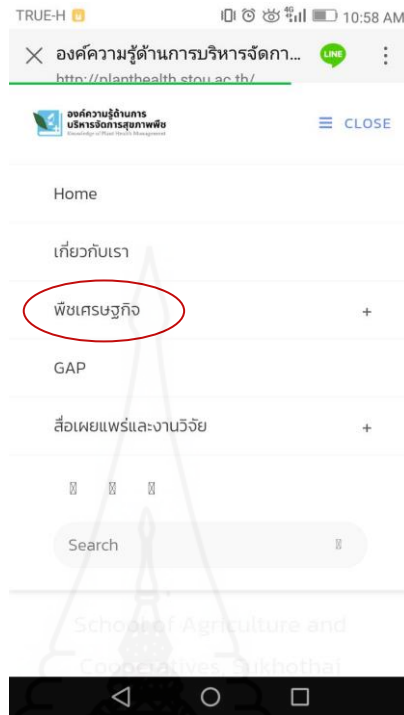 TRUE-H 4G 10:58 AM
องค์ความรู้ด้านการบริหารจัดกา... LINE
http://planthealth.stou.ac.th/
องค์ความรู้ด้านการ
บริหารจัดการสุขภาพพืช
Knowledge of Plant Health Management
CLOSE
Home
เกี่ยวกับเรา
พืชเศรษฐกิจ +
GAP
สื่อเผยแพร่และงานวิจัย +
Search
School of Agriculture and
Cooperatives, Sukhothai